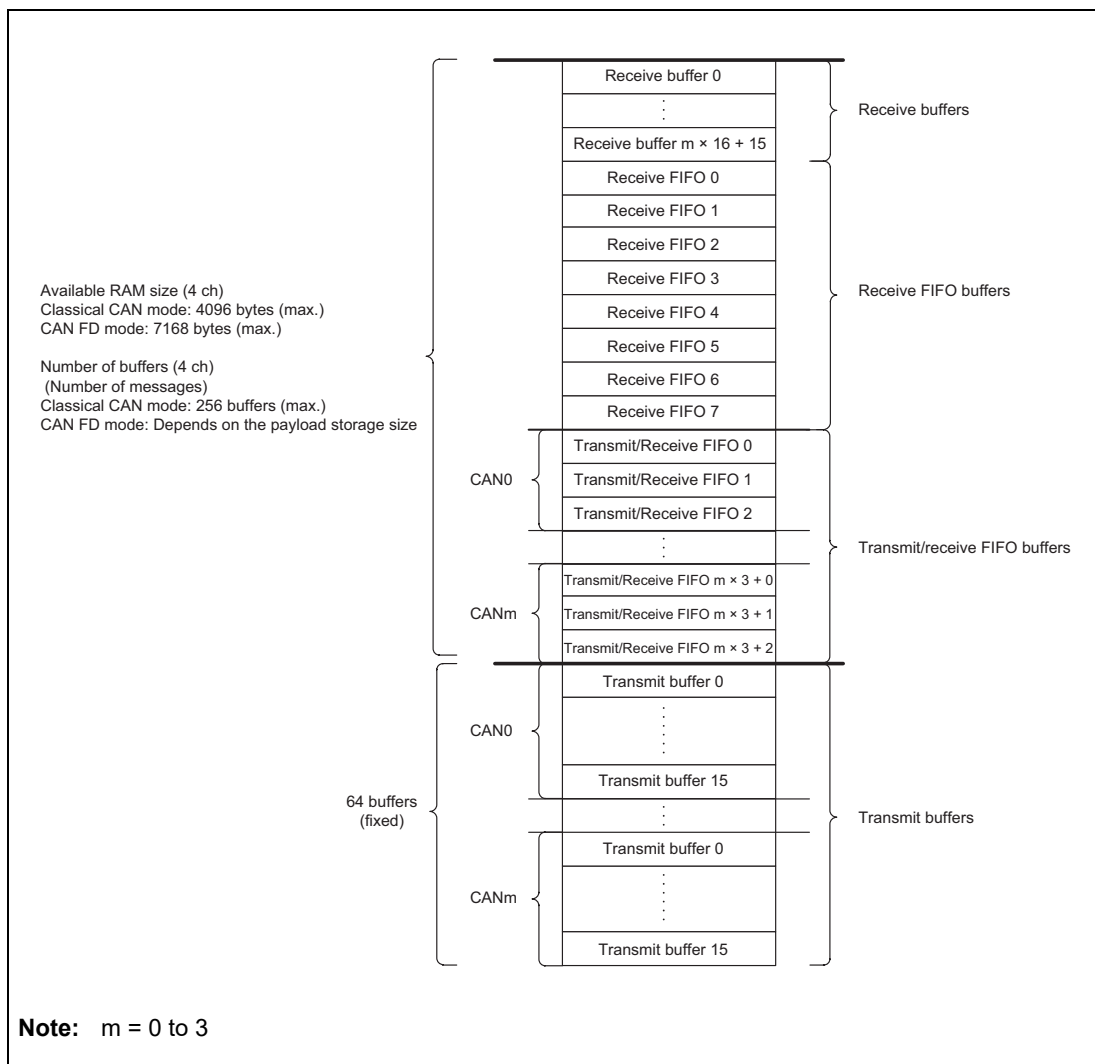 Receive buffer 0
⋮
Receive buffer m × 16 + 15
Receive buffers
Receive FIFO 0
Receive FIFO 1
Receive FIFO 2
Receive FIFO 3
Receive FIFO 4
Receive FIFO 5
Receive FIFO 6
Receive FIFO 7
Receive FIFO buffers
Available RAM size (4 ch)
Classical CAN mode: 4096 bytes (max.)
CAN FD mode: 7168 bytes (max.)
Number of buffers (4 ch)
(Number of messages)
Classical CAN mode: 256 buffers (max.)
CAN FD mode: Depends on the payload storage size
CAN0
Transmit/Receive FIFO 0
Transmit/Receive FIFO 1
Transmit/Receive FIFO 2
⋮
CANm
Transmit/Receive FIFO m × 3 + 0
Transmit/Receive FIFO m × 3 + 1
Transmit/Receive FIFO m × 3 + 2
Transmit/receive FIFO buffers
64 buffers
(fixed)
CAN0
Transmit buffer 0
⋮
Transmit buffer 15
⋮
CANm
Transmit buffer 0
⋮
Transmit buffer 15
Transmit buffers
Note: m = 0 to 3